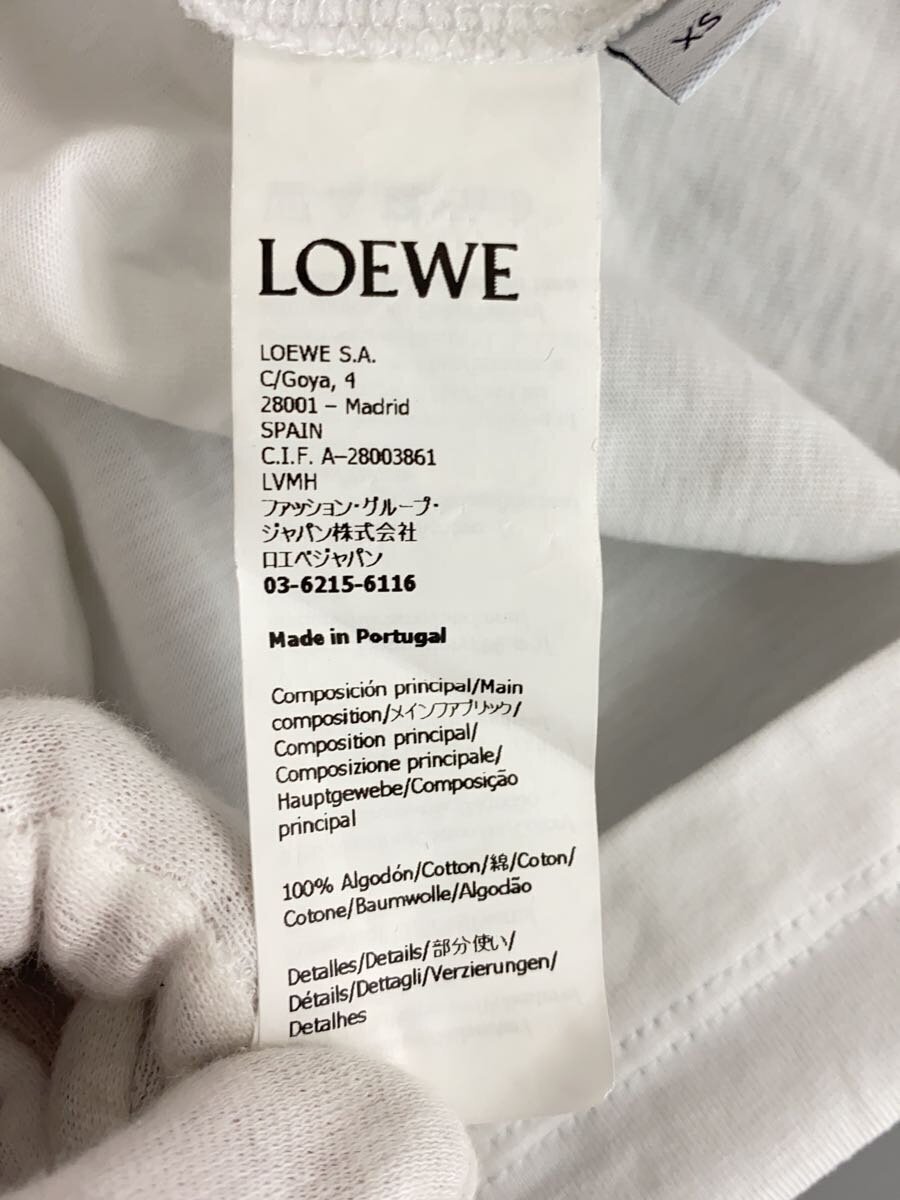 XS
LOEWE
LOEWE S.A.
C/Goya, 4
28001 – Madrid
SPAIN
C.I.F. A-28003861
LVMH
ファッション・グループ・
ジャパン株式会社
ロエベジャパン
03-6215-6116
Made in Portugal
Composición principal/Main
composition/メインファブリック/
Composition principal/
Composizione principale/
Hauptgewebe/Composição
principal
100% Algodón/Cotton/綿/Coton/
Cotone/Baumwolle/Algodão
Detalles/Details/部分使い/
Détails/Dettagli/Verzierungen/
Detalhes